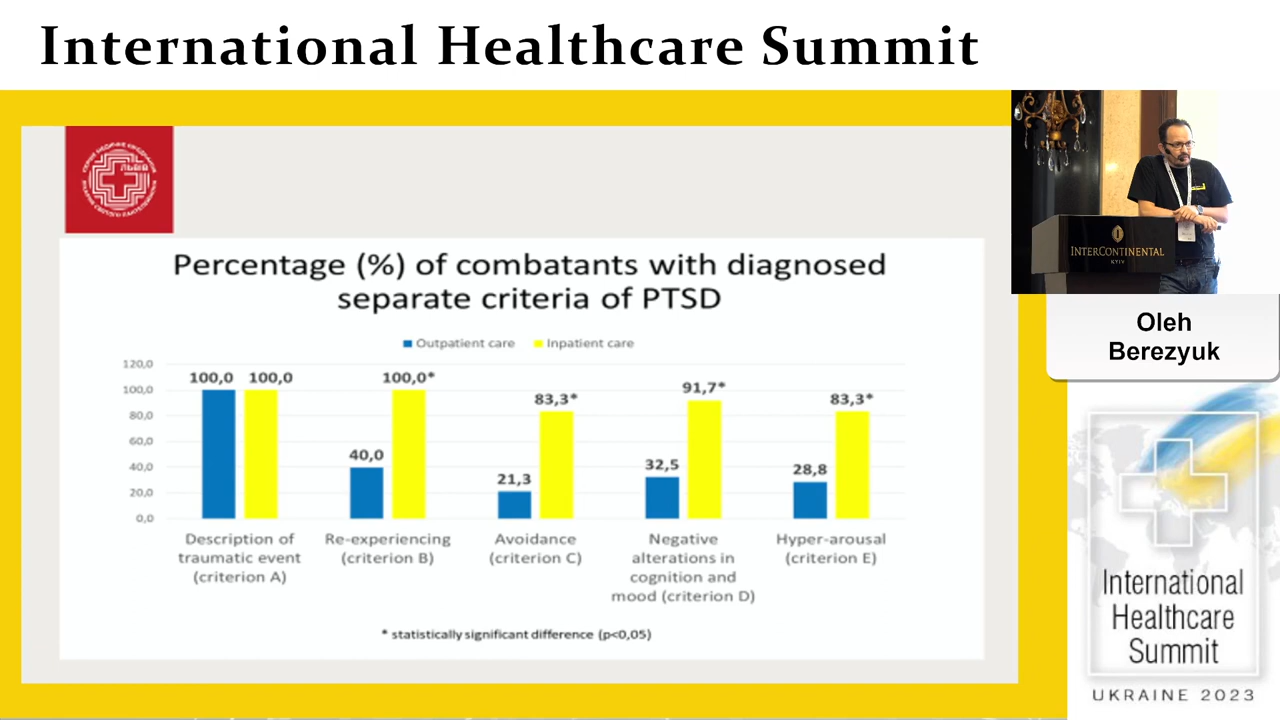 International Healthcare Summit
ЛЬВІВ
Percentage (%) of combatants with diagnosed
separate criteria of PTSD
Outpatient care
Inpatient care
120,0
100,0
80,0
60,0
40,0
20,0
0,0
100,0
100,0
40,0
100,0*
21,3
83,3*
32,5
91,7*
28,8
83,3*
Description of
traumatic event
(criterion A)
Re-experiencing
(criterion B)
Avoidance
(criterion C)
Negative
alterations in
cognition and
mood (criterion D)
Hyper-arousal
(criterion E)
* statistically significant difference (p<0,05)
INTERCONTINENTAL
KYIV
Oleh
Berezyuk
International
Healthcare
Summit
UKRAINE 2023